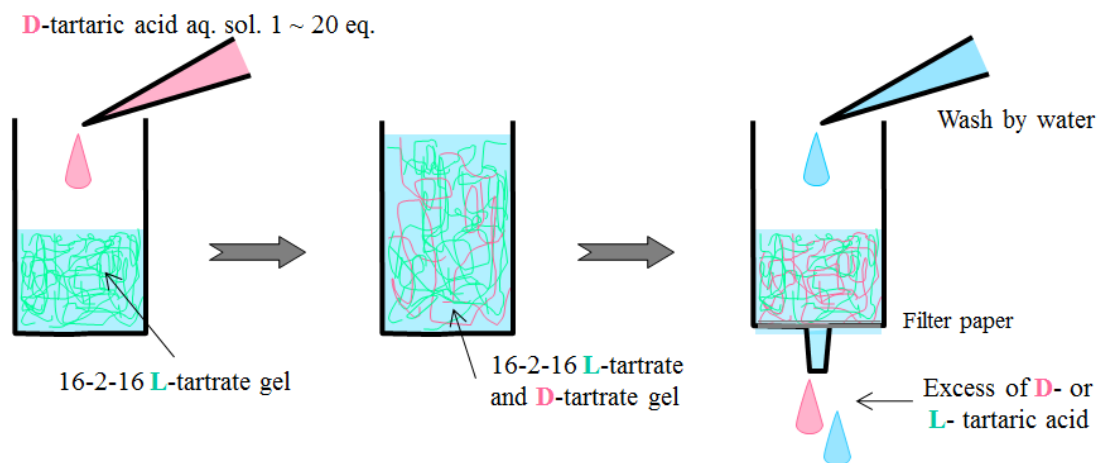 D-tartaric acid aq. sol. 1 ~ 20 eq.
Wash by water
Filter paper
16-2-16 L-tartrate gel
16-2-16 L-tartrate
and D-tartrate gel
Excess of D- or
L- tartaric acid